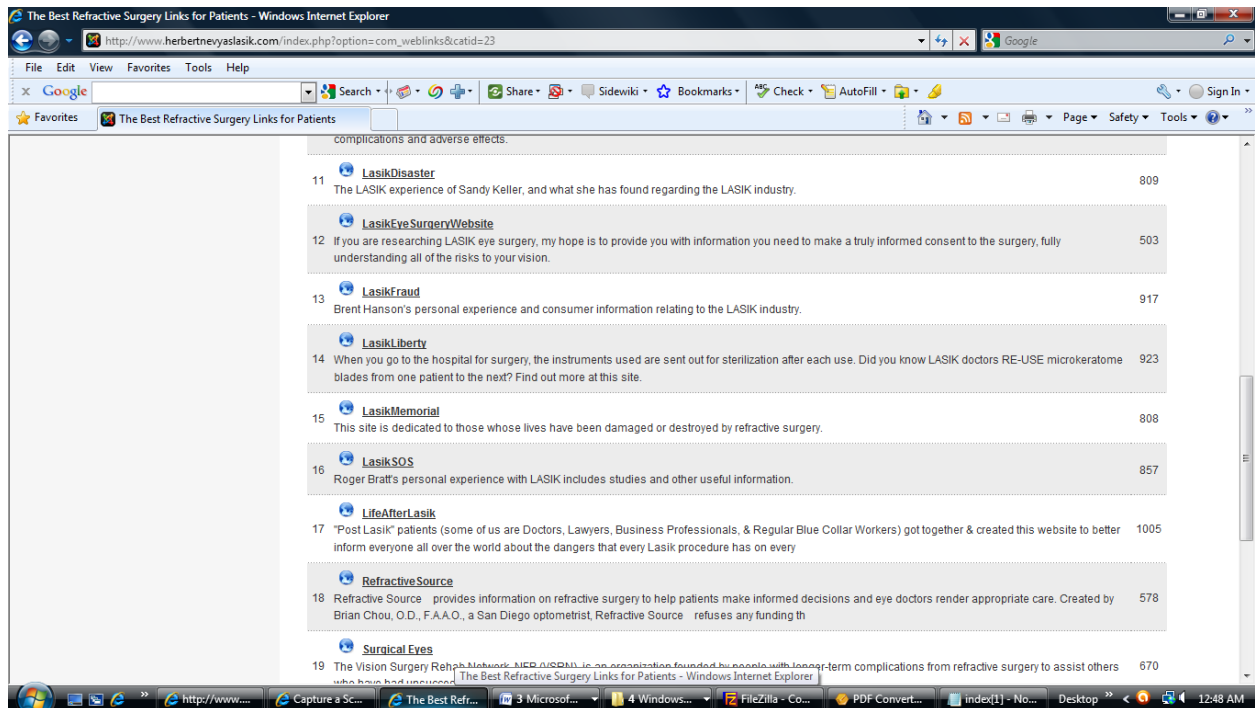 The Best Refractive Surgery Links for Patients - Windows Internet Explorer
http://www.herbertnevyaslasik.com/index.php?option=com_weblinks&catid=23
Google
File Edit View Favorites Tools Help
x Google Search Share Sidewiki Bookmarks ABC Check AutoFill Sign In
Favorites The Best Refractive Surgery Links for Patients Page Safety Tools
complications and adverse effects.
LasikDisaster
11 The LASIK experience of Sandy Keller, and what she has found regarding the LASIK industry. 809
LasikEyeSurgeryWebsite
12 If you are researching LASIK eye surgery, my hope is to provide you with information you need to make a truly informed consent to the surgery, fully 503
understanding all of the risks to your vision.
LasikFraud
13 Brent Hanson's personal experience and consumer information relating to the LASIK industry. 917
LasikLiberty
14 When you go to the hospital for surgery, the instruments used are sent out for sterilization after each use. Did you know LASIK doctors RE-USE microkeratome 923
blades from one patient to the next? Find out more at this site.
LasikMemorial
15 This site is dedicated to those whose lives have been damaged or destroyed by refractive surgery. 808
LasikSOS
16 Roger Bratt's personal experience with LASIK includes studies and other useful information. 857
LifeAfterLasik
17 "Post Lasik" patients (some of us are Doctors, Lawyers, Business Professionals, & Regular Blue Collar Workers) got together & created this website to better 1005
inform everyone all over the world about the dangers that every Lasik procedure has on every
RefractiveSource
18 Refractive Source provides information on refractive surgery to help patients make informed decisions and eye doctors render appropriate care. Created by 578
Brian Chou, O.D., F.A.A.O., a San Diego optometrist, Refractive Source refuses any funding th
Surgical Eyes
19 The Vision Surgery Rehab Network, NFP (VSRN), is an organization founded by people with longer-term complications from refractive surgery to assist others 670
who have had
The Best Refractive Surgery Links for Patients - Windows Internet Explorer
http://www.... Capture a Sc... The Best Refr... 3 Microsof... 4 Windows... FileZilla - Co... PDF Convert... index[1] - No... Desktop 12:48 AM